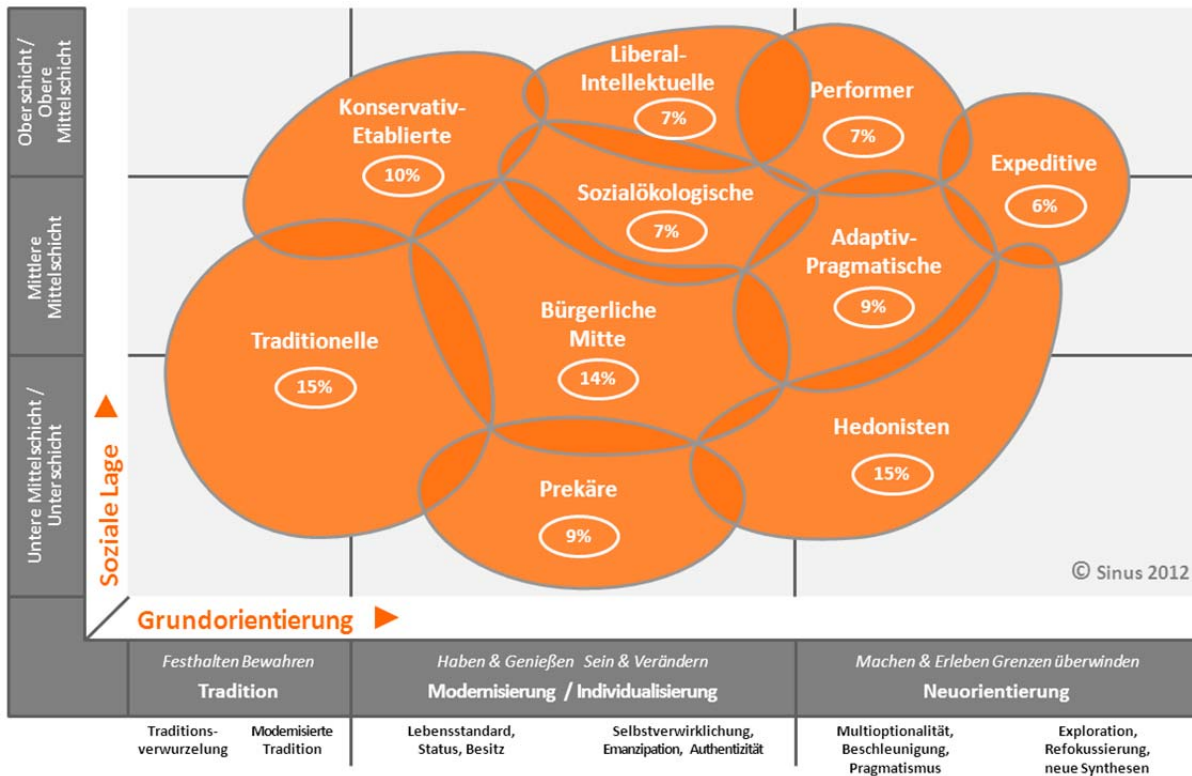 Oberschicht /
Obere
Mittelschicht
Mittlere
Mittelschicht
Untere Mittelschicht /
Unterschicht
Soziale Lage
Konservativ-
Etablierte
10%
Liberal-
Intellektuelle
7%
Performer
7%
Expeditive
6%
Sozialökologische
7%
Adaptiv-
Pragmatische
9%
Traditionelle
15%
Bürgerliche
Mitte
14%
Hedonisten
15%
Prekäre
9%
© Sinus 2012
Grundorientierung
Festhalten Bewahren
Tradition
Haben & Genießen Sein & Verändern
Modernisierung / Individualisierung
Machen & Erleben Grenzen überwinden
Neuorientierung
Traditions-
verwurzelung
Modernisierte
Tradition
Lebensstandard,
Status, Besitz
Selbstverwirklichung,
Emanzipation, Authentizität
Multioptionalität,
Beschleunigung,
Pragmatismus
Exploration,
Refokussierung,
neue Synthesen